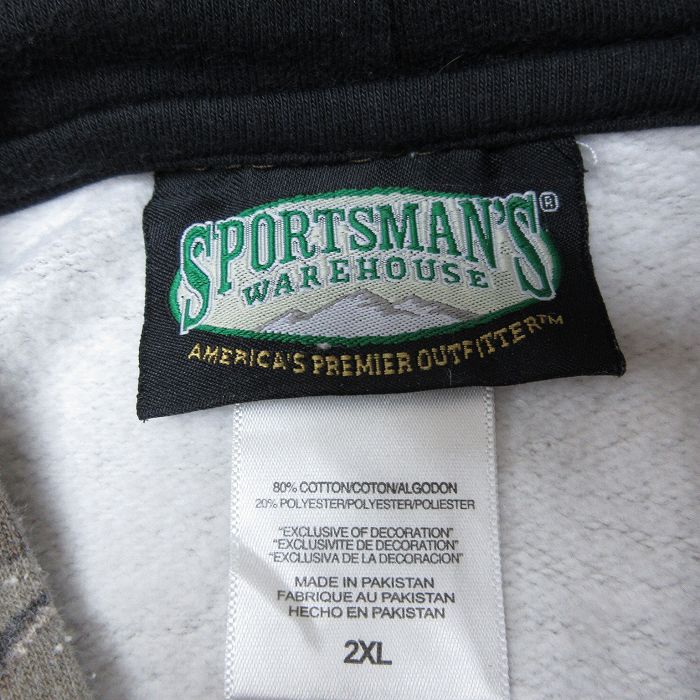 SPORTSMAN'S®
WAREHOUSE
AMERICA'S PREMIER OUTFITTER™
80% COTTON/COTON/ALGODON
20% POLYESTER/POLYESTER/POLIESTER
"EXCLUSIVE OF DECORATION"
"EXCLUSIVITE DE DECORATION"
"EXCLUSIVA DE LA DECORACION"
MADE IN PAKISTAN
FABRIQUE AU PAKISTAN
HECHO EN PAKISTAN
2XL